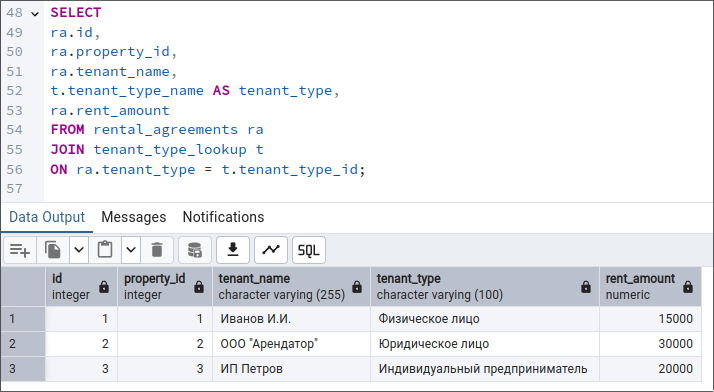 48 SELECT
49 ra.id,
50 ra.property_id,
51 ra.tenant_name,
52 t.tenant_type_name AS tenant_type,
53 ra.rent_amount
54 FROM rental_agreements ra
55 JOIN tenant_type_lookup t
56 ON ra.tenant_type = t.tenant_type_id;
57
Data Output Messages Notifications
SQL
id property_id tenant_name tenant_type rent_amount
integer integer character varying (255) character varying (100) numeric
1 1 1 Иванов И.И. Физическое лицо 15000
2 2 2 ООО "Арендатор" Юридическое лицо 30000
3 3 3 ИП Петров Индивидуальный предприниматель 20000